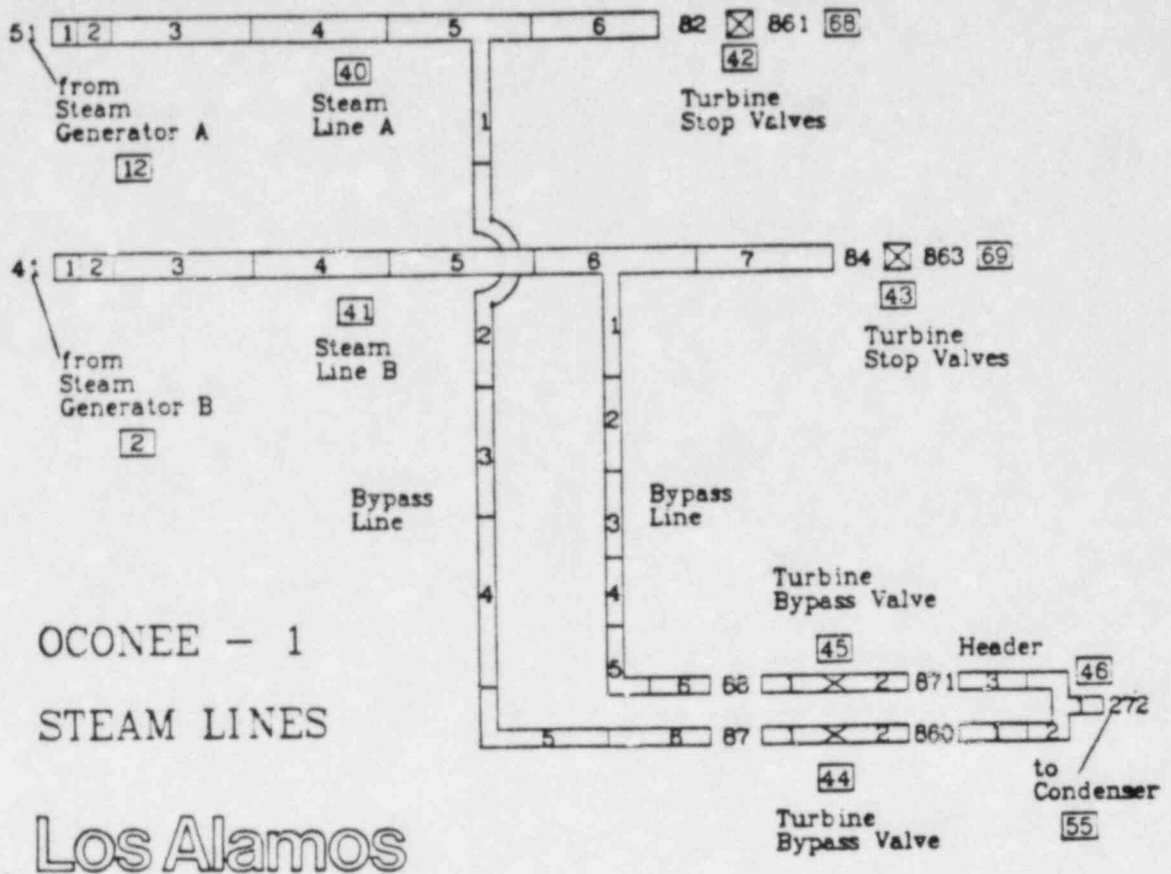 51 1 2 3 4 5 6 82 861 68
42
from
Steam
Generator A
12
40
Steam
Line A
1
Turbine
Stop Valves
41 1 2 3 4 5 6 7 84 863 69
43
from
Steam
Generator B
2
41
Steam
Line B
2
1
Turbine
Stop Valves
2
3
Bypass
Line
3
Bypass
Line
4
4
Turbine
Bypass Valve
45
Header
46
5 6 1 2 871 3
1 272
5 87 1 2 860 1 2
44
Turbine
Bypass Valve
to
Condenser
55
OCONEE - 1
STEAM LINES
Los Alamos